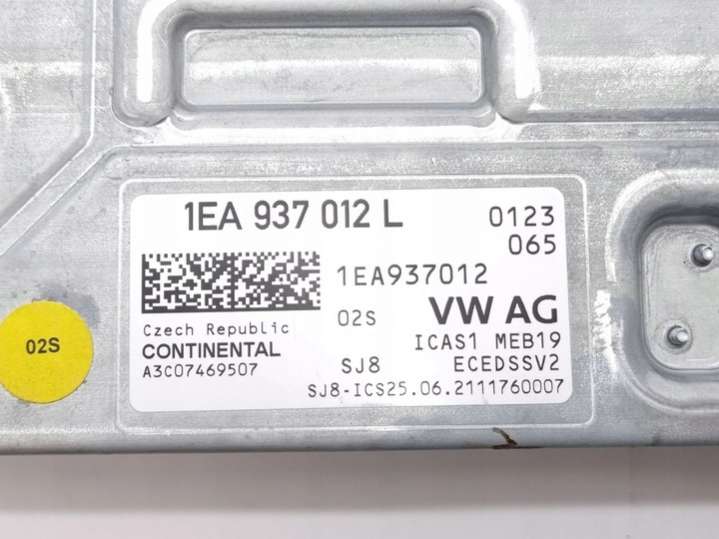 1EA 937 012 L 0123
065
1EA937012
02S VW AG
Czech Republic ICAS1 MEB19
CONTINENTAL SJ8 ECEDSSV2
A3C07469507
SJ8-ICS25.06.2111760007
02S